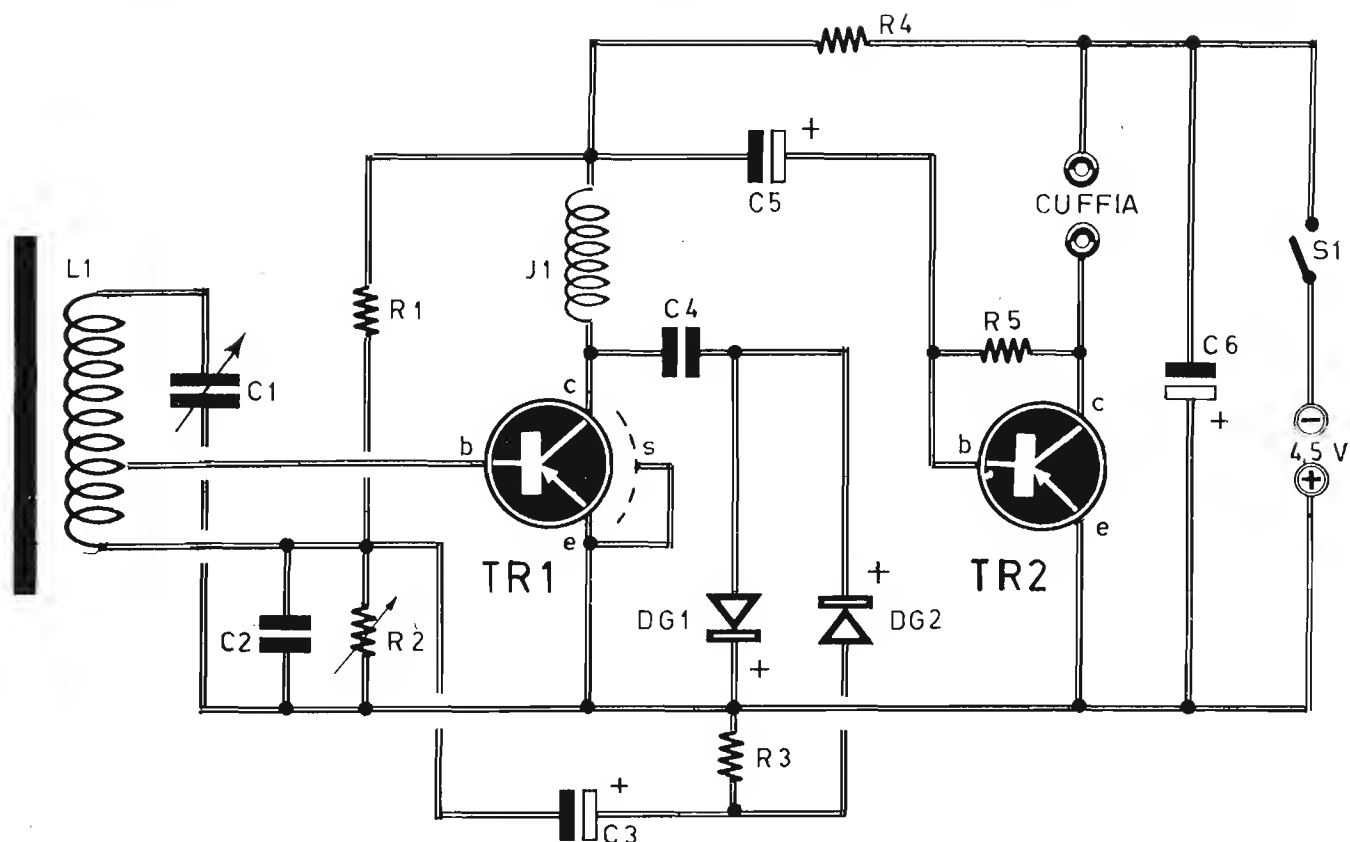 R4
+
C5
CUFFIA
S1
L1
J1
R1
C4
R5
C6
C1
c
c
+
b
s
b
4,5 V
−
+
e
e
TR1
TR2
+
C2
R2
DG1
DG2
+
R3
+
C3